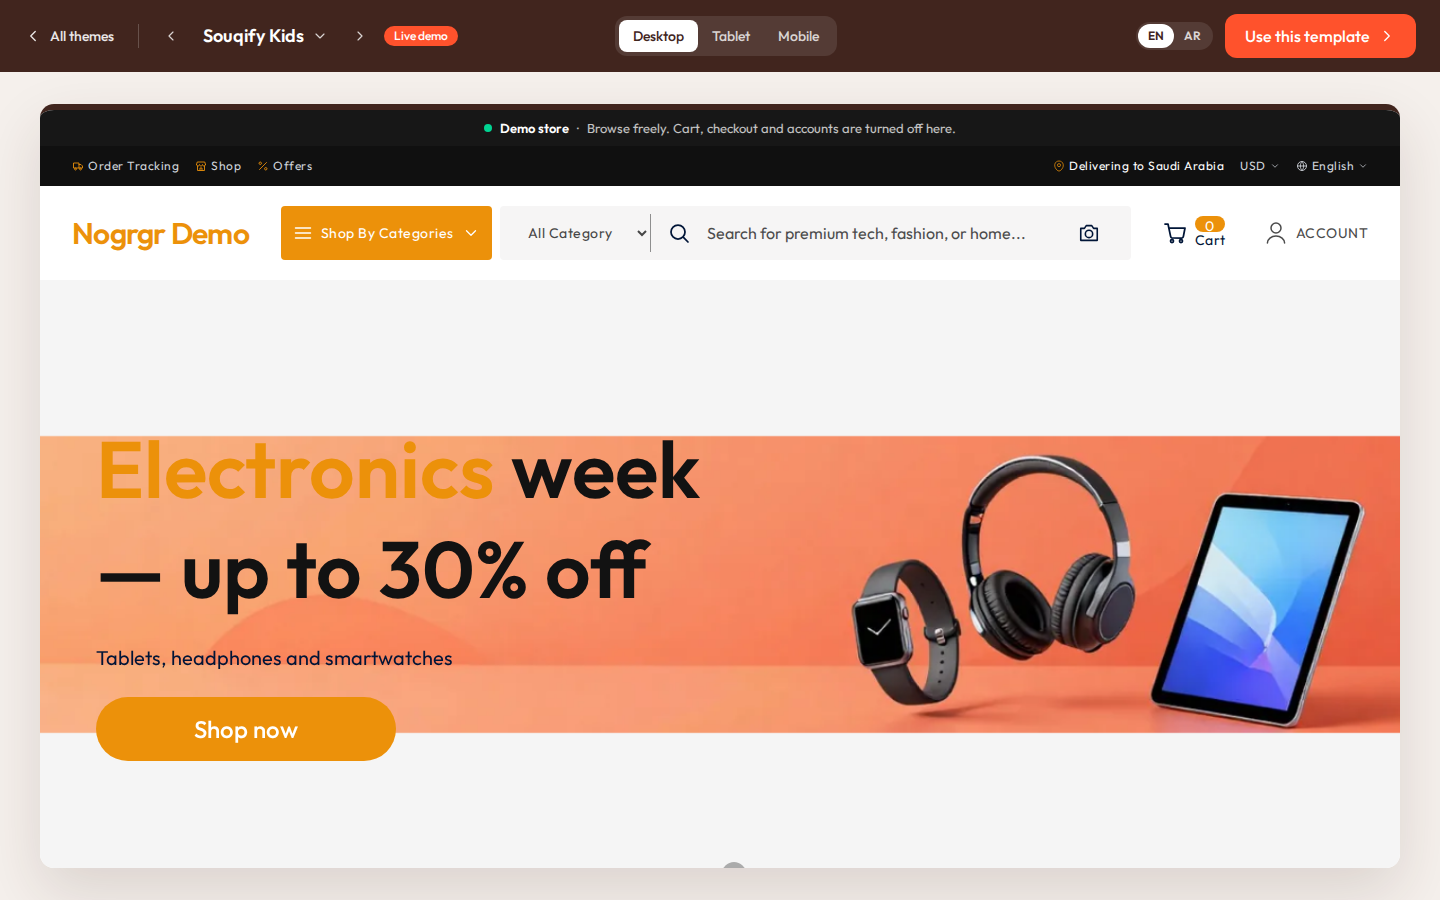 All themes
Souqify Kids
Live demo
Desktop
Tablet
Mobile
EN
AR
Use this template
Demo store · Browse freely. Cart, checkout and accounts are turned off here.
Order Tracking
Shop
Offers
Delivering to Saudi Arabia
USD
English
Nogrgr Demo
Shop By Categories
All Category
Search for premium tech, fashion, or home...
0
Cart
ACCOUNT
Electronics week
— up to 30% off
Tablets, headphones and smartwatches
Shop now